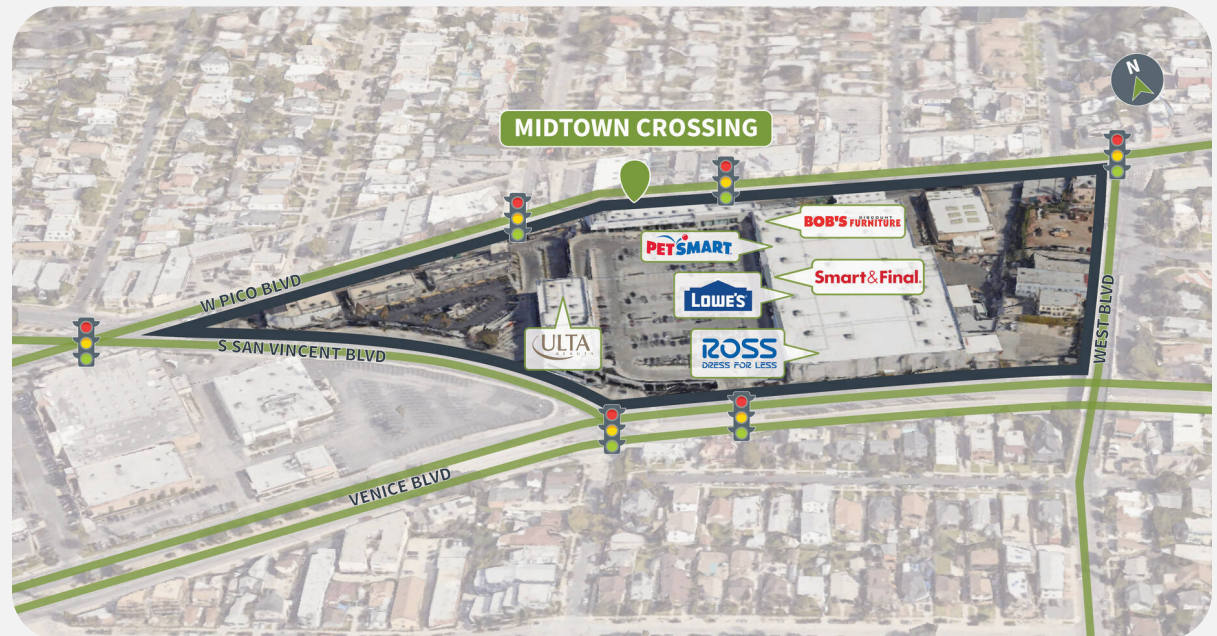 N
MIDTOWN CROSSING
BOB'S DISCOUNT
FURNITURE
PETSMART
Smart&Final.
LOWE'S
W PICO BLVD
ULTA
BEAUTY
ROSS
DRESS FOR LESS
WEST BLVD
S SAN VINCENT BLVD
VENICE BLVD